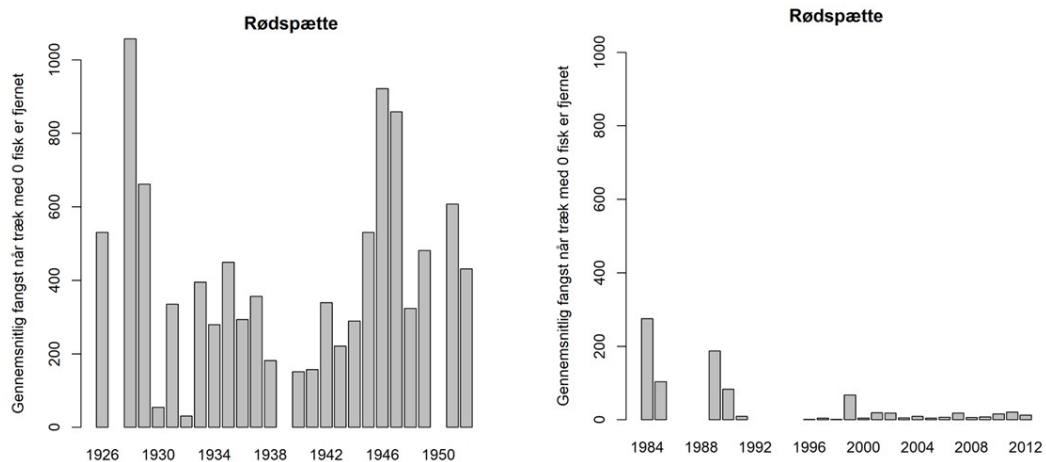 Rødspætte
Gennemsnitlig fangst når træk med 0 fisk er fjernet
1000
800
600
400
200
0
1926 1930 1934 1938 1942 1946 1950
Rødspætte
Gennemsnitlig fangst når træk med 0 fisk er fjernet
1000
800
600
400
200
0
1984 1988 1992 1996 2000 2004 2008 2012